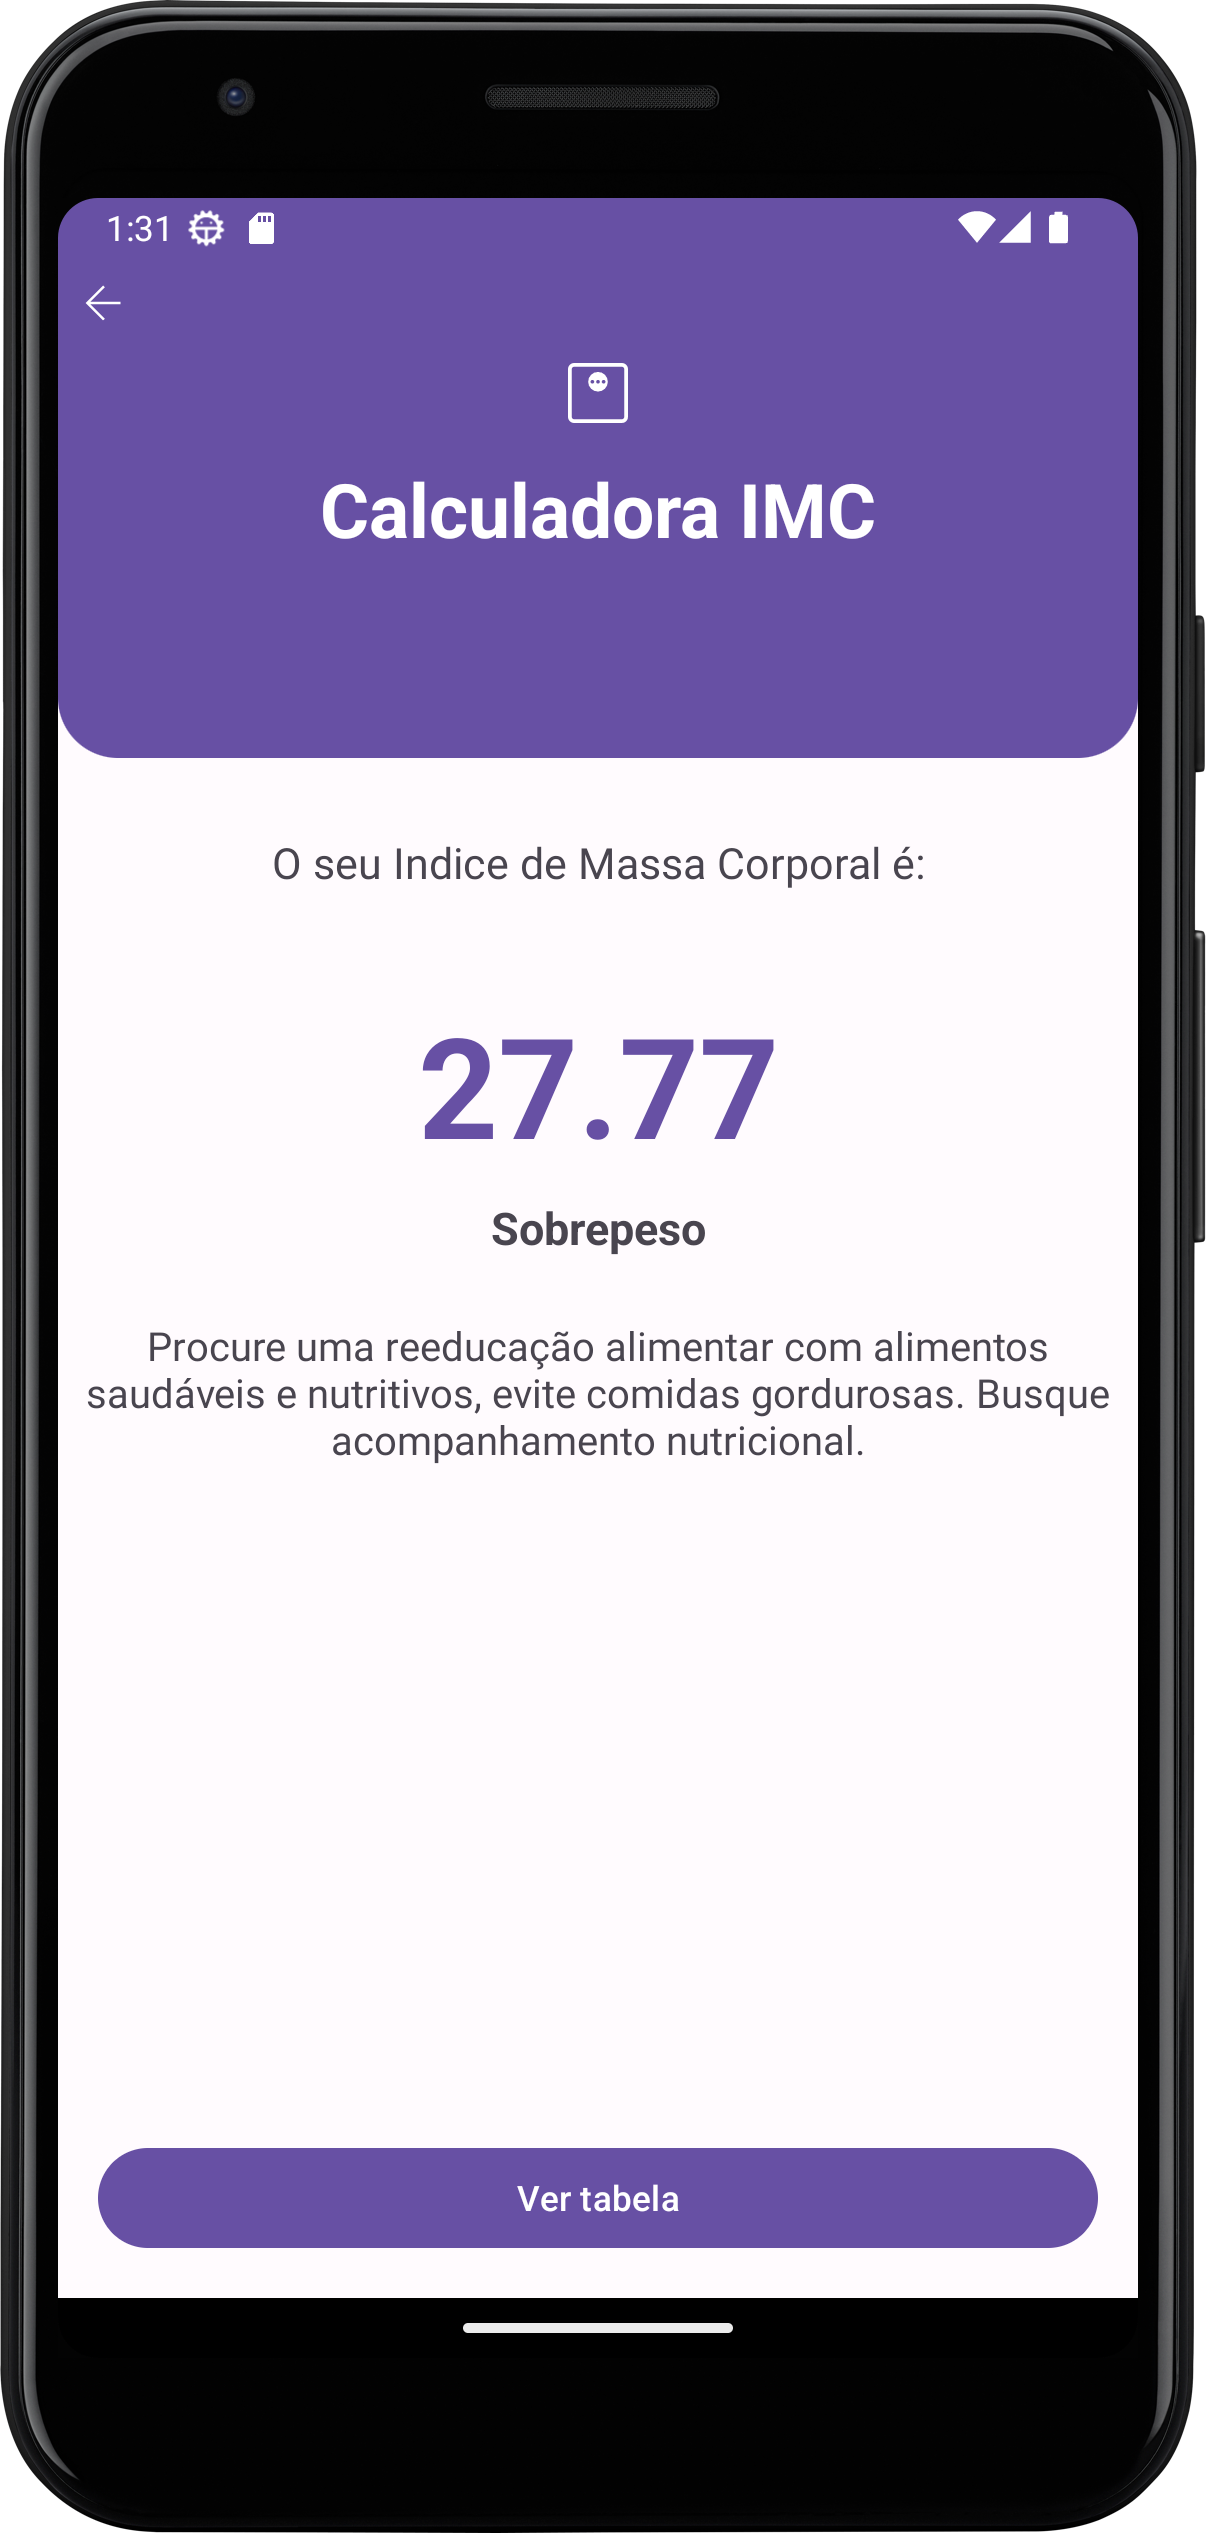 1:31
Calculadora IMC
O seu Indice de Massa Corporal é:
27.77
Sobrepeso
Procure uma reeducação alimentar com alimentos
saudáveis e nutritivos, evite comidas gordurosas. Busque
acompanhamento nutricional.
Ver tabela